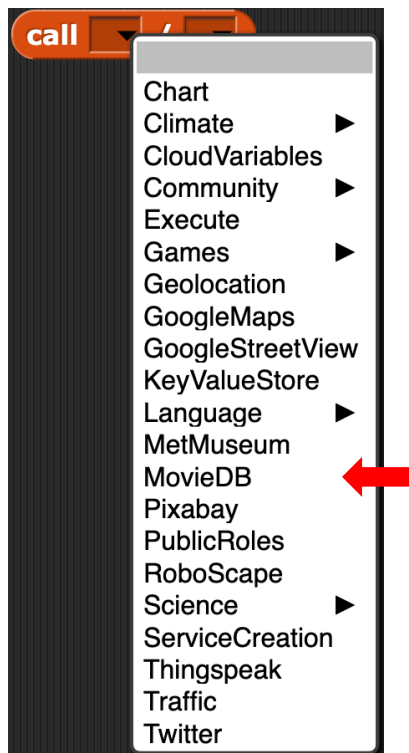 call /
Chart
Climate
CloudVariables
Community
Execute
Games
Geolocation
GoogleMaps
GoogleStreetView
KeyValueStore
Language
MetMuseum
MovieDB
Pixabay
PublicRoles
RoboScape
Science
ServiceCreation
Thingspeak
Traffic
Twitter